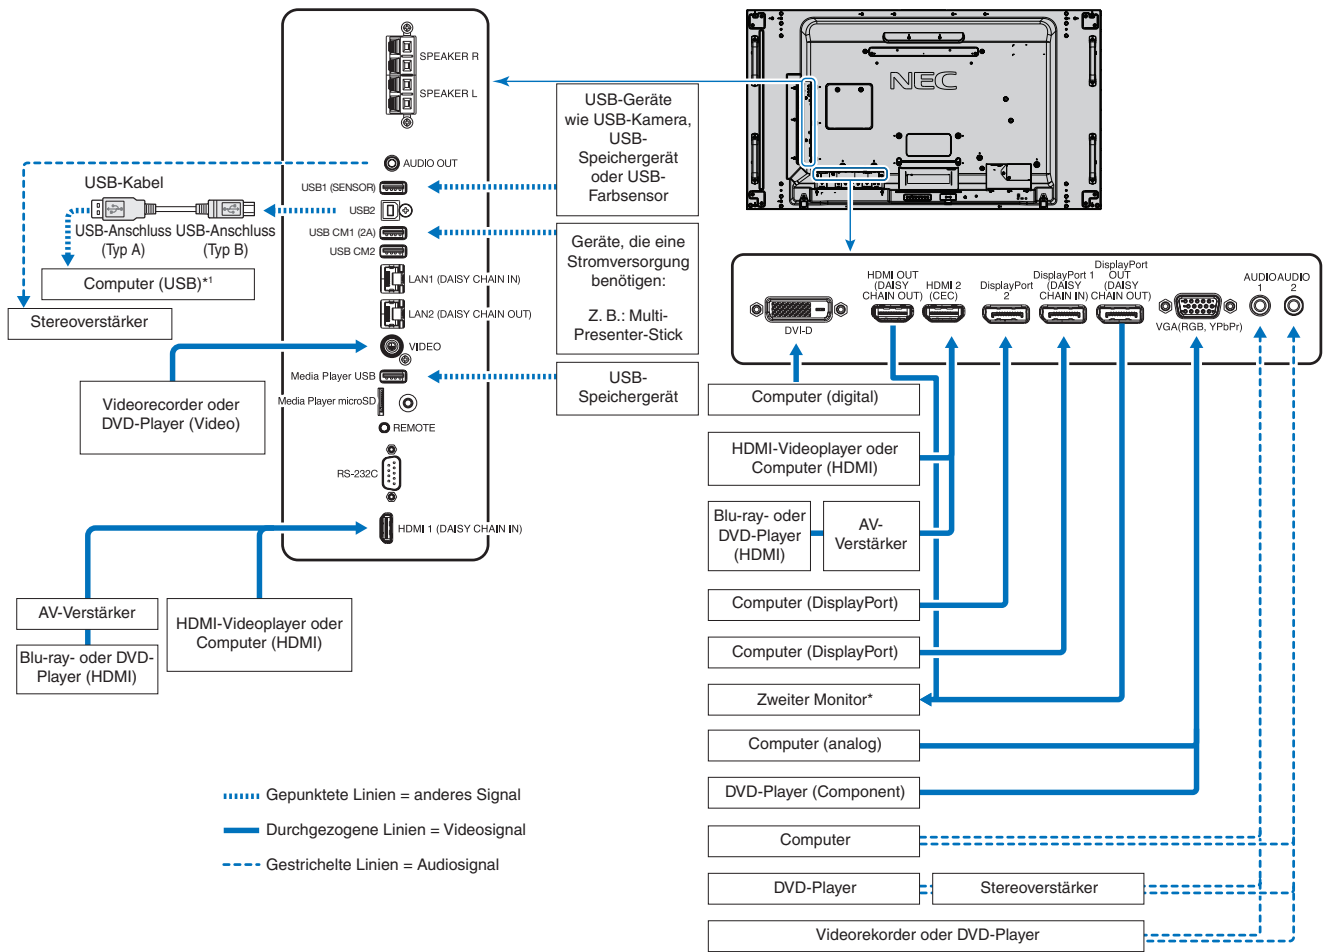 SPEAKER R
SPEAKER L
AUDIO OUT
USB-Kabel
USB1 (SENSOR)
USB2
USB-Anschluss
(Typ A)
USB-Anschluss
(Typ B)
USB CM1 (2A)
USB CM2
Computer (USB)*1
LAN1 (DAISY CHAIN IN)
Stereoverstärker
LAN2 (DAISY CHAIN OUT)
VIDEO
Media Player USB
Videorecorder oder
DVD-Player (Video)
Media Player microSD
REMOTE
RS-232C
HDMI 1 (DAISY CHAIN IN)
AV-Verstärker
Blu-ray- oder DVD-
Player (HDMI)
HDMI-Videoplayer oder
Computer (HDMI)
USB-Geräte
wie USB-Kamera,
USB-
Speichergerät
oder USB-
Farbsensor
Geräte, die eine
Stromversorgung
benötigen:
Z. B.: Multi-
Presenter-Stick
USB-
Speichergerät
NEC
DVI-D
HDMI OUT
(DAISY
CHAIN OUT)
HDMI 2
(CEC)
DisplayPort
2
DisplayPort 1
(DAISY
CHAIN IN)
DisplayPort
OUT
(DAISY
CHAIN OUT)
VGA(RGB, YPbPr)
AUDIO
1
AUDIO
2
Computer (digital)
HDMI-Videoplayer oder
Computer (HDMI)
Blu-ray- oder
DVD-Player
(HDMI)
AV-
Verstärker
Computer (DisplayPort)
Computer (DisplayPort)
Zweiter Monitor*
Computer (analog)
DVD-Player (Component)
Computer
DVD-Player
Stereoverstärker
Videorekorder oder DVD-Player
Gepunktete Linien = anderes Signal
Durchgezogene Linien = Videosignal
Gestrichelte Linien = Audiosignal